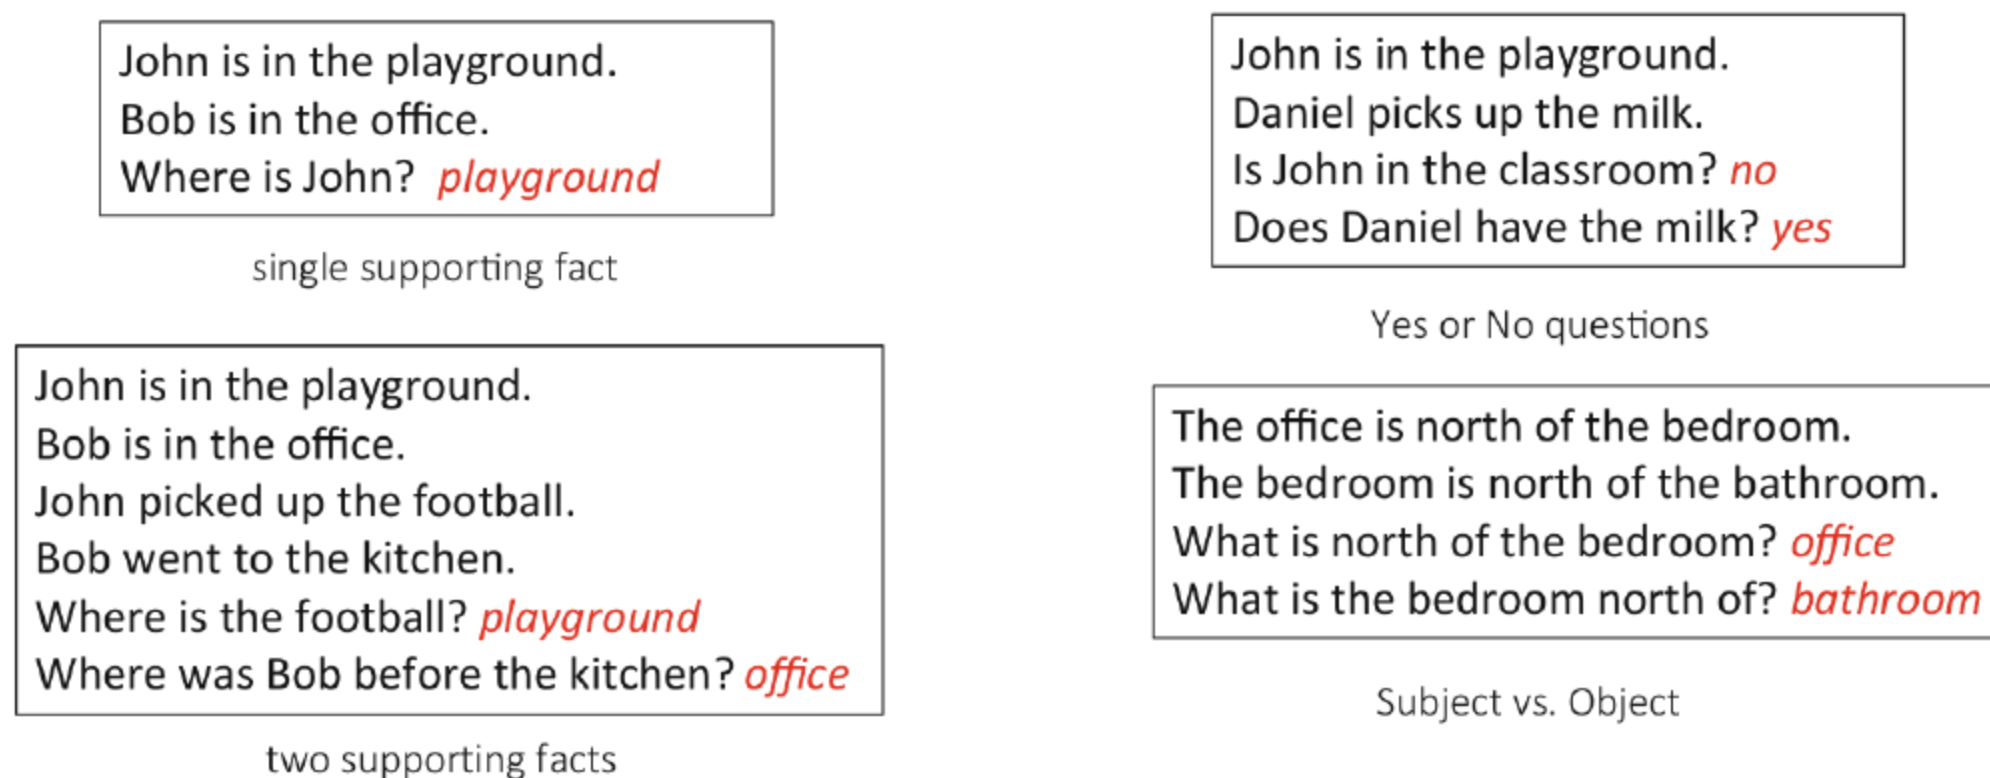 John is in the playground.
Bob is in the office.
Where is John? playground
single supporting fact
John is in the playground.
Bob is in the office.
John picked up the football.
Bob went to the kitchen.
Where is the football? playground
Where was Bob before the kitchen? office
two supporting facts
John is in the playground.
Daniel picks up the milk.
Is John in the classroom? no
Does Daniel have the milk? yes
Yes or No questions
The office is north of the bedroom.
The bedroom is north of the bathroom.
What is north of the bedroom? office
What is the bedroom north of? bathroom
Subject vs. Object